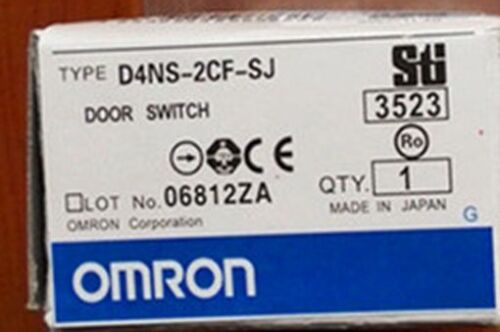 TYPE D4NS-2CF-SJ
Sti
DOOR SWITCH
3523
Ro
CE
QTY. 1
LOT No. 06812ZA
MADE IN JAPAN
OMRON Corporation
G
OMRON